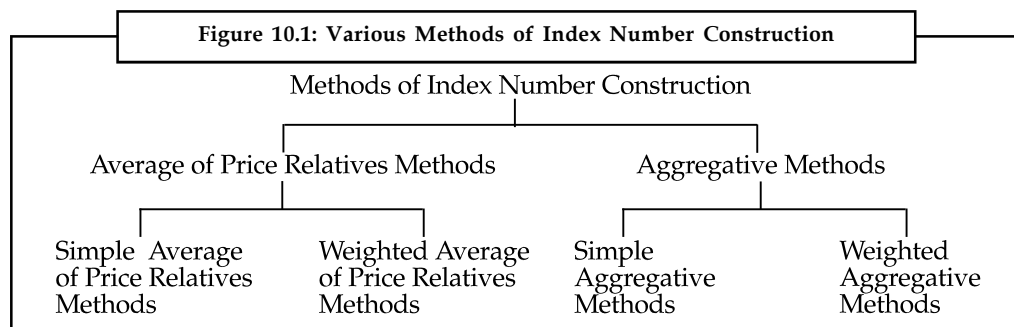 Figure 10.1: Various Methods of Index Number Construction
Methods of Index Number Construction
Average of Price Relatives Methods
Aggregative Methods
Simple Average
of Price Relatives
Methods
Weighted Average
of Price Relatives
Methods
Simple
Aggregative
Methods
Weighted
Aggregative
Methods